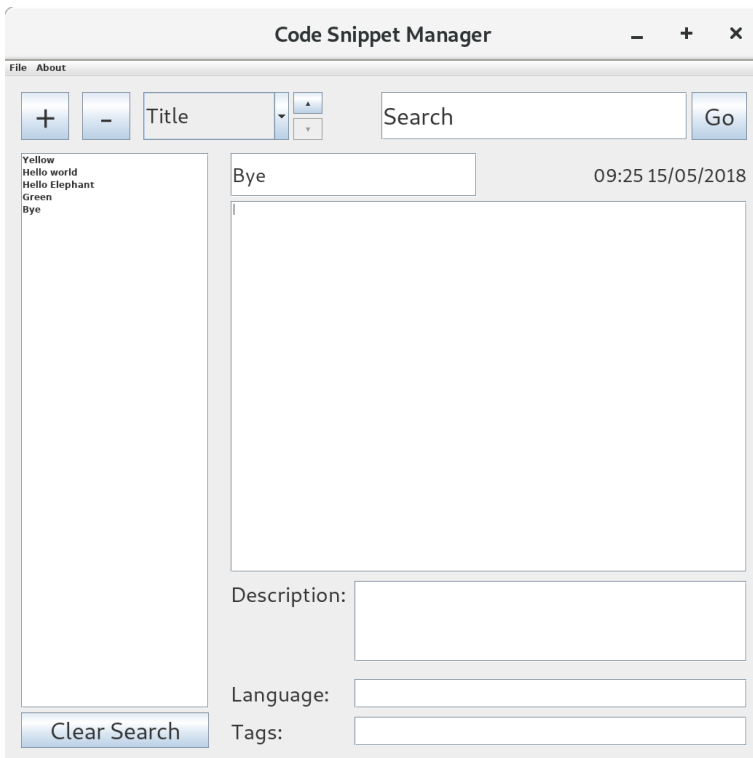 Code Snippet Manager
File About
+ - Title Search Go
Yellow
Hello world
Hello Elephant
Green
Bye
Bye 09:25 15/05/2018
Description:
Language:
Clear Search
Tags: